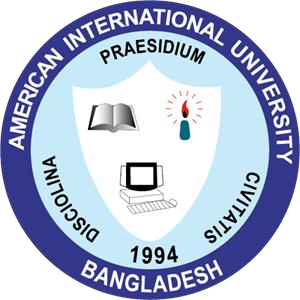 AMERICAN INTERNATIONAL UNIVERSITY
PRAESIDIUM
DISCIOLINA
CIVITATIS
1994
BANGLADESH